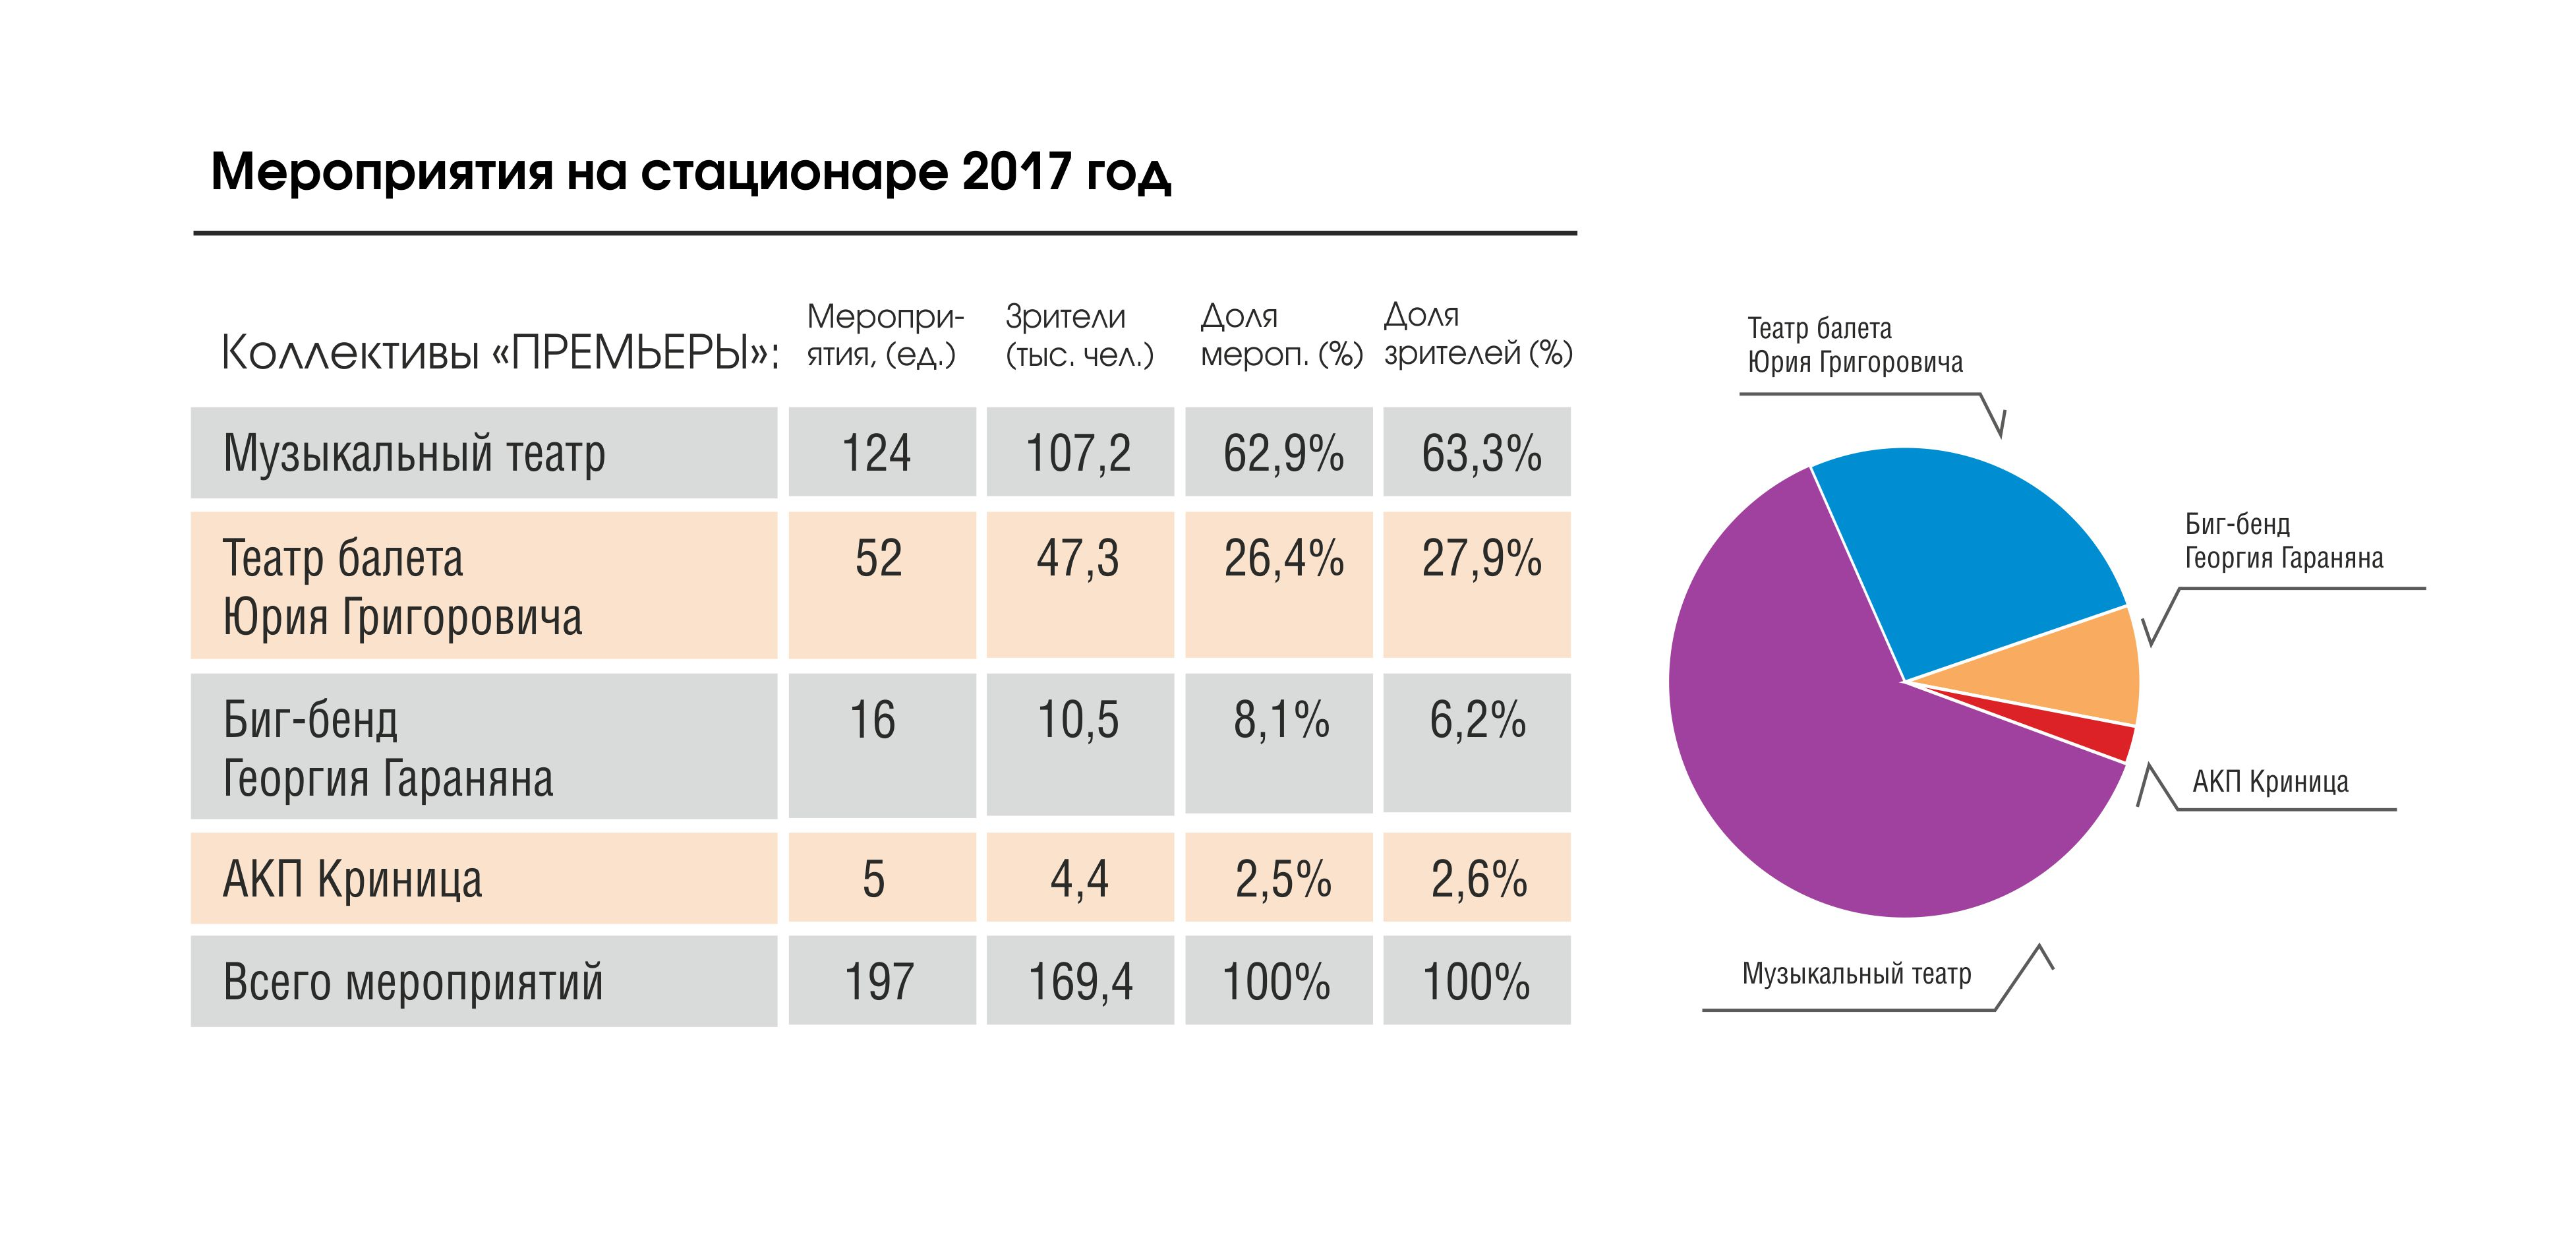 Мероприятия на стационаре 2017 год
Коллективы «ПРЕМЬЕРЫ»:
Меропри-
ятия, (ед.)
Зрители
(тыс. чел.)
Доля
мероп. (%)
Доля
зрителей (%)
Музыкальный театр 124 107,2 62,9% 63,3%
Театр балета 52 47,3 26,4% 27,9%
Юрия Григоровича
Биг-бенд 16 10,5 8,1% 6,2%
Георгия Гараняна
АКП Криница 5 4,4 2,5% 2,6%
Всего мероприятий 197 169,4 100% 100%
Театр балета
Юрия Григоровича
Биг-бенд
Георгия Гараняна
АКП Криница
Музыкальный театр